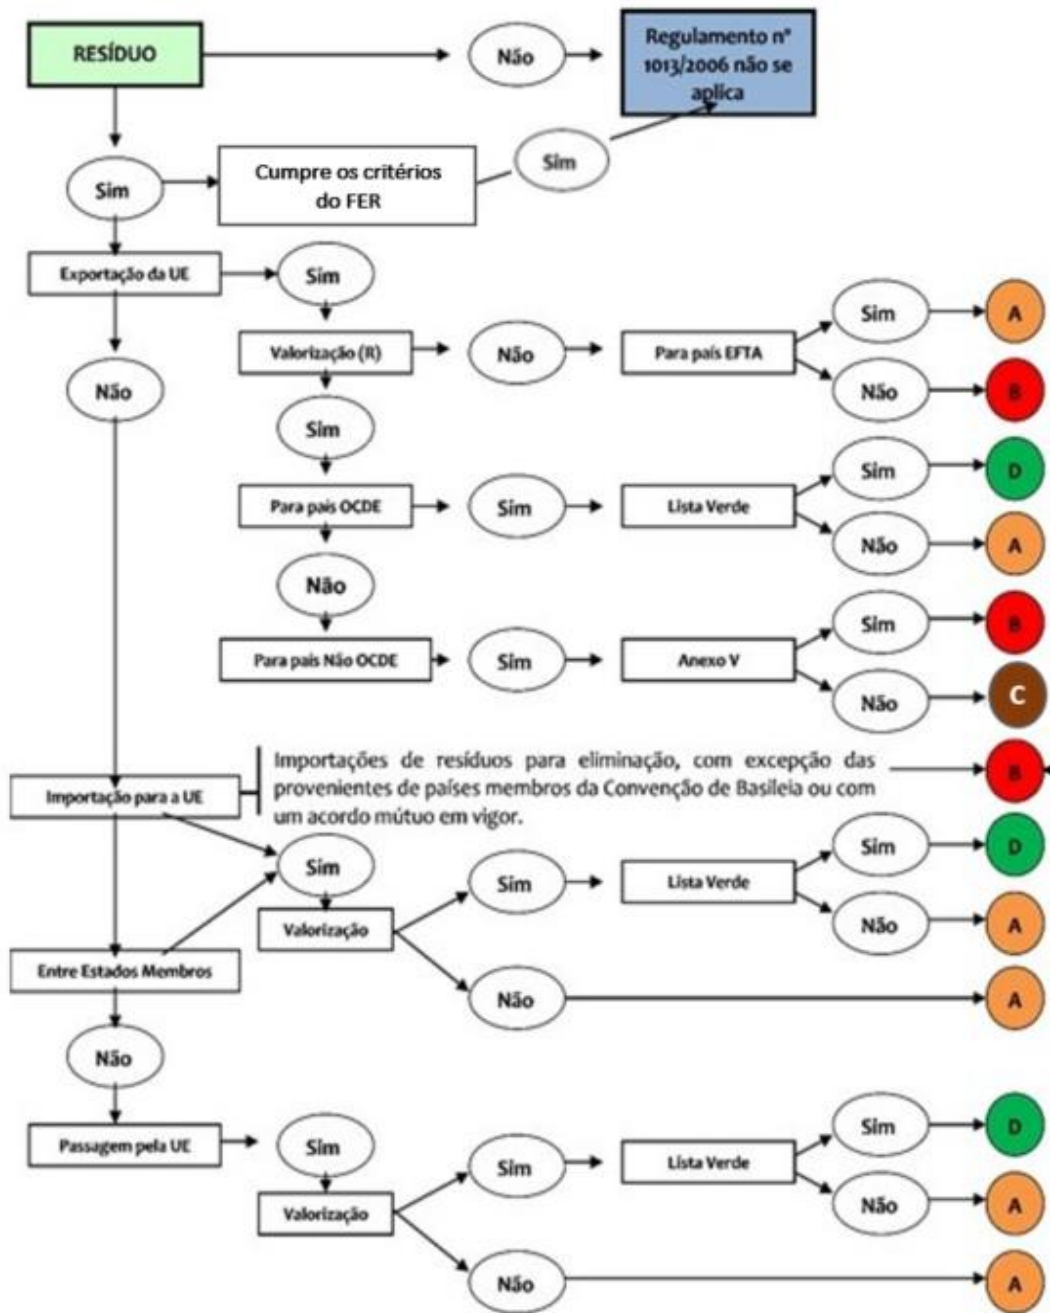 RESÍDUO
Não
Regulamento nº
1013/2006 não se
aplica
Sim
Cumpre os critérios
do FER
Sim
Exportação da UE
Sim
Não
Valorização (R)
Não
Para país EFTA
Sim
A
Não
B
Sim
Para país OCDE
Sim
Lista Verde
Sim
D
Não
A
Não
Para país Não OCDE
Sim
Anexo V
Sim
B
Não
C
Importação para a UE
Importações de resíduos para eliminação, com excepção das
provenientes de países membros da Convenção de Basileia ou com
um acordo mútuo em vigor.
B
Sim
Valorização
Sim
Lista Verde
Sim
D
Não
A
Não
A
Entre Estados Membros
Não
Passagem pela UE
Sim
Valorização
Sim
Lista Verde
Sim
D
Não
A
Não
A